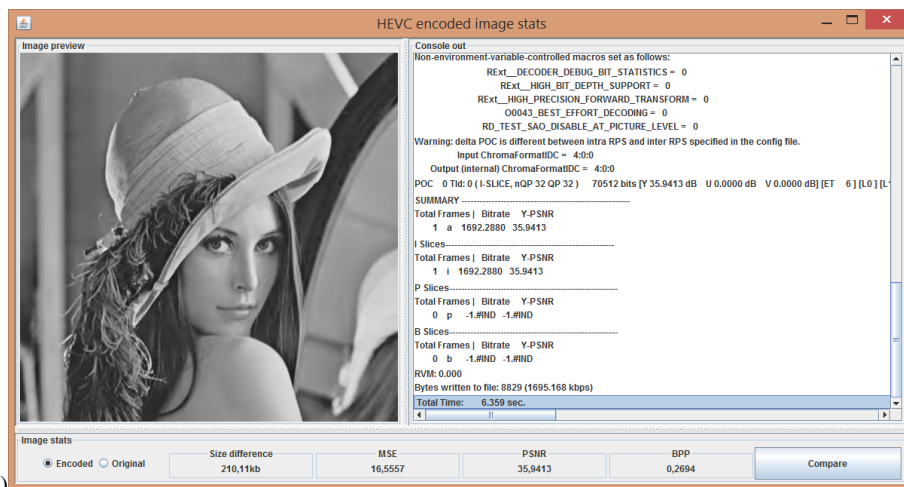 HEVC encoded image stats
Image preview
Console out
Non-environment-variable-controlled macros set as follows:
RExt__DECODER_DEBUG_BIT_STATISTICS = 0
RExt__HIGH_BIT_DEPTH_SUPPORT = 0
RExt__HIGH_PRECISION_FORWARD_TRANSFORM = 0
O0043_BEST_EFFORT_DECODING = 0
RD_TEST_SAO_DISABLE_AT_PICTURE_LEVEL = 0
Warning: delta POC is different between intra RPS and inter RPS specified in the config file.
Input ChromaFormatIDC = 4:0:0
Output (internal) ChromaFormatIDC = 4:0:0
POC 0 TId: 0 ( I-SLICE, nQP 32 QP 32 ) 70512 bits [Y 35.9413 dB U 0.0000 dB V 0.0000 dB] [ET 6 ] [L0 ] [L1
SUMMARY --------------------------------------------------------
Total Frames | Bitrate Y-PSNR
1 a 1692.2880 35.9413
I Slices--------------------------------------------------------
Total Frames | Bitrate Y-PSNR
1 i 1692.2880 35.9413
P Slices--------------------------------------------------------
Total Frames | Bitrate Y-PSNR
0 p -1.#IND -1.#IND
B Slices--------------------------------------------------------
Total Frames | Bitrate Y-PSNR
0 b -1.#IND -1.#IND
RVM: 0.000
Bytes written to file: 8829 (1695.168 kbps)
Total Time: 6.359 sec.
Image stats
Encoded Original
Size difference
210,11kb
MSE
16,5557
PSNR
35,9413
BPP
0,2694
Compare
)